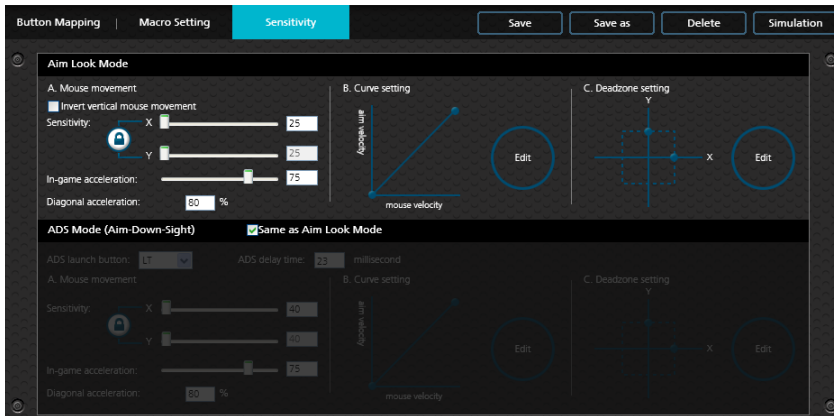 Button Mapping | Macro Setting Sensitivity Save Save as Delete Simulation
Aim Look Mode
A. Mouse movement
Invert vertical mouse movement
Sensitivity: X 25
Y 25
In-game acceleration: 75
Diagonal acceleration: 80 %
B. Curve setting
aim velocity
Edit
mouse velocity
C. Deadzone setting
Y
X
Edit
ADS Mode (Aim-Down-Sight) Same as Aim Look Mode
ADS launch button: LT ADS delay time: 23 millisecond
A. Mouse movement
Sensitivity: X 40
Y 40
In-game acceleration: 75
Diagonal acceleration: 80 %
B. Curve setting
aim velocity
Edit
mouse velocity
C. Deadzone setting
Y
X
Edit